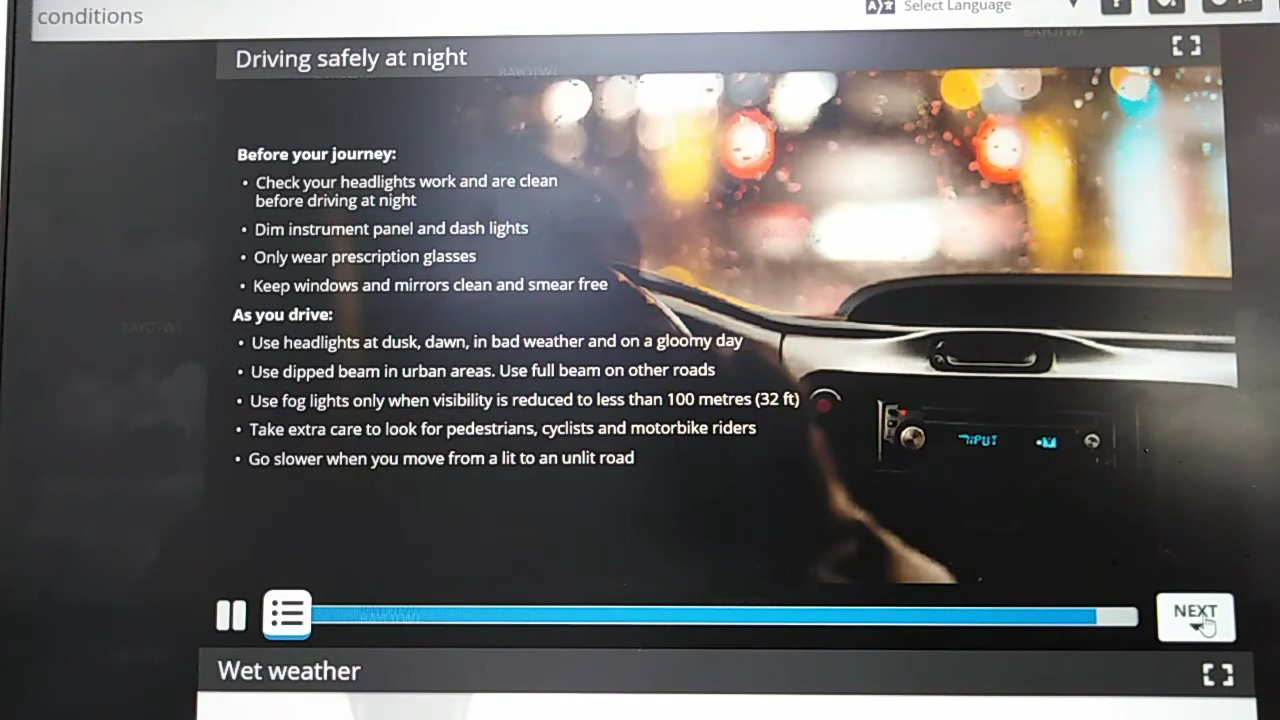 conditions
Select Language
Driving safely at night
Before your journey:
• Check your headlights work and are clean
before driving at night
• Dim instrument panel and dash lights
• Only wear prescription glasses
• Keep windows and mirrors clean and smear free
As you drive:
• Use headlights at dusk, dawn, in bad weather and on a gloomy day
• Use dipped beam in urban areas. Use full beam on other roads
• Use fog lights only when visibility is reduced to less than 100 metres (32 ft)
• Take extra care to look for pedestrians, cyclists and motorbike riders
• Go slower when you move from a lit to an unlit road
NEXT
Wet weather